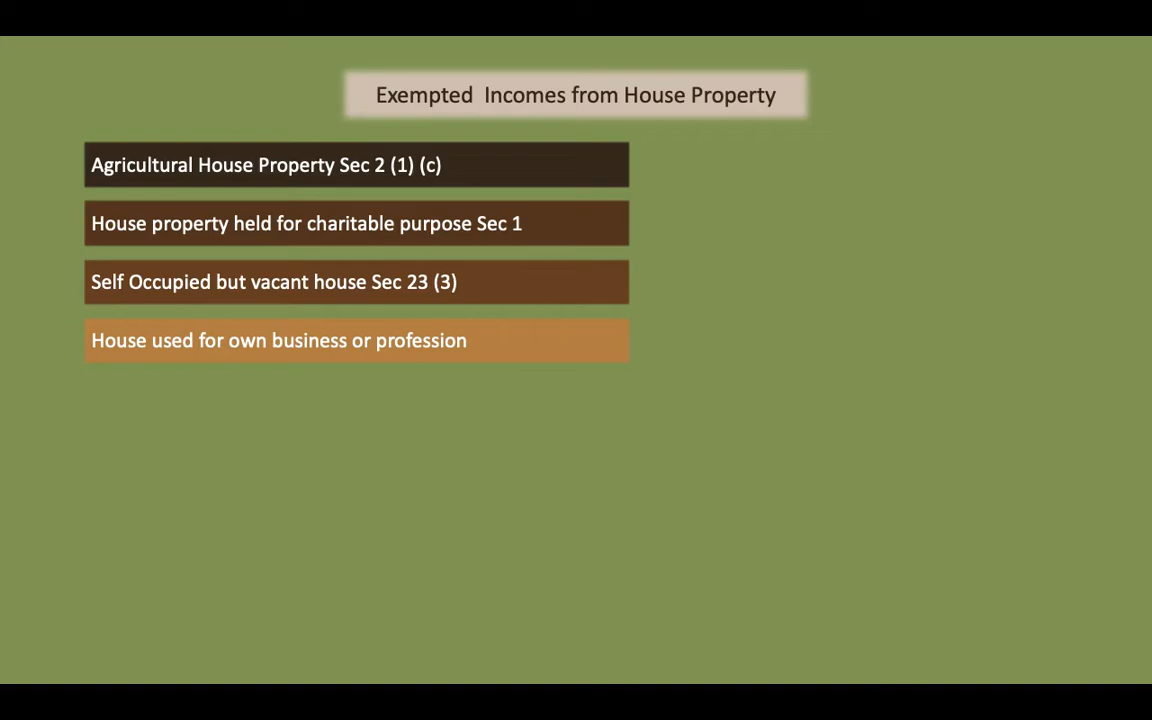 Exempted  Incomes from House Property
Agricultural House Property Sec 2 (1) (c)
House property held for charitable purpose Sec 1
Self Occupied but vacant house Sec 23 (3)
House used for own business or profession